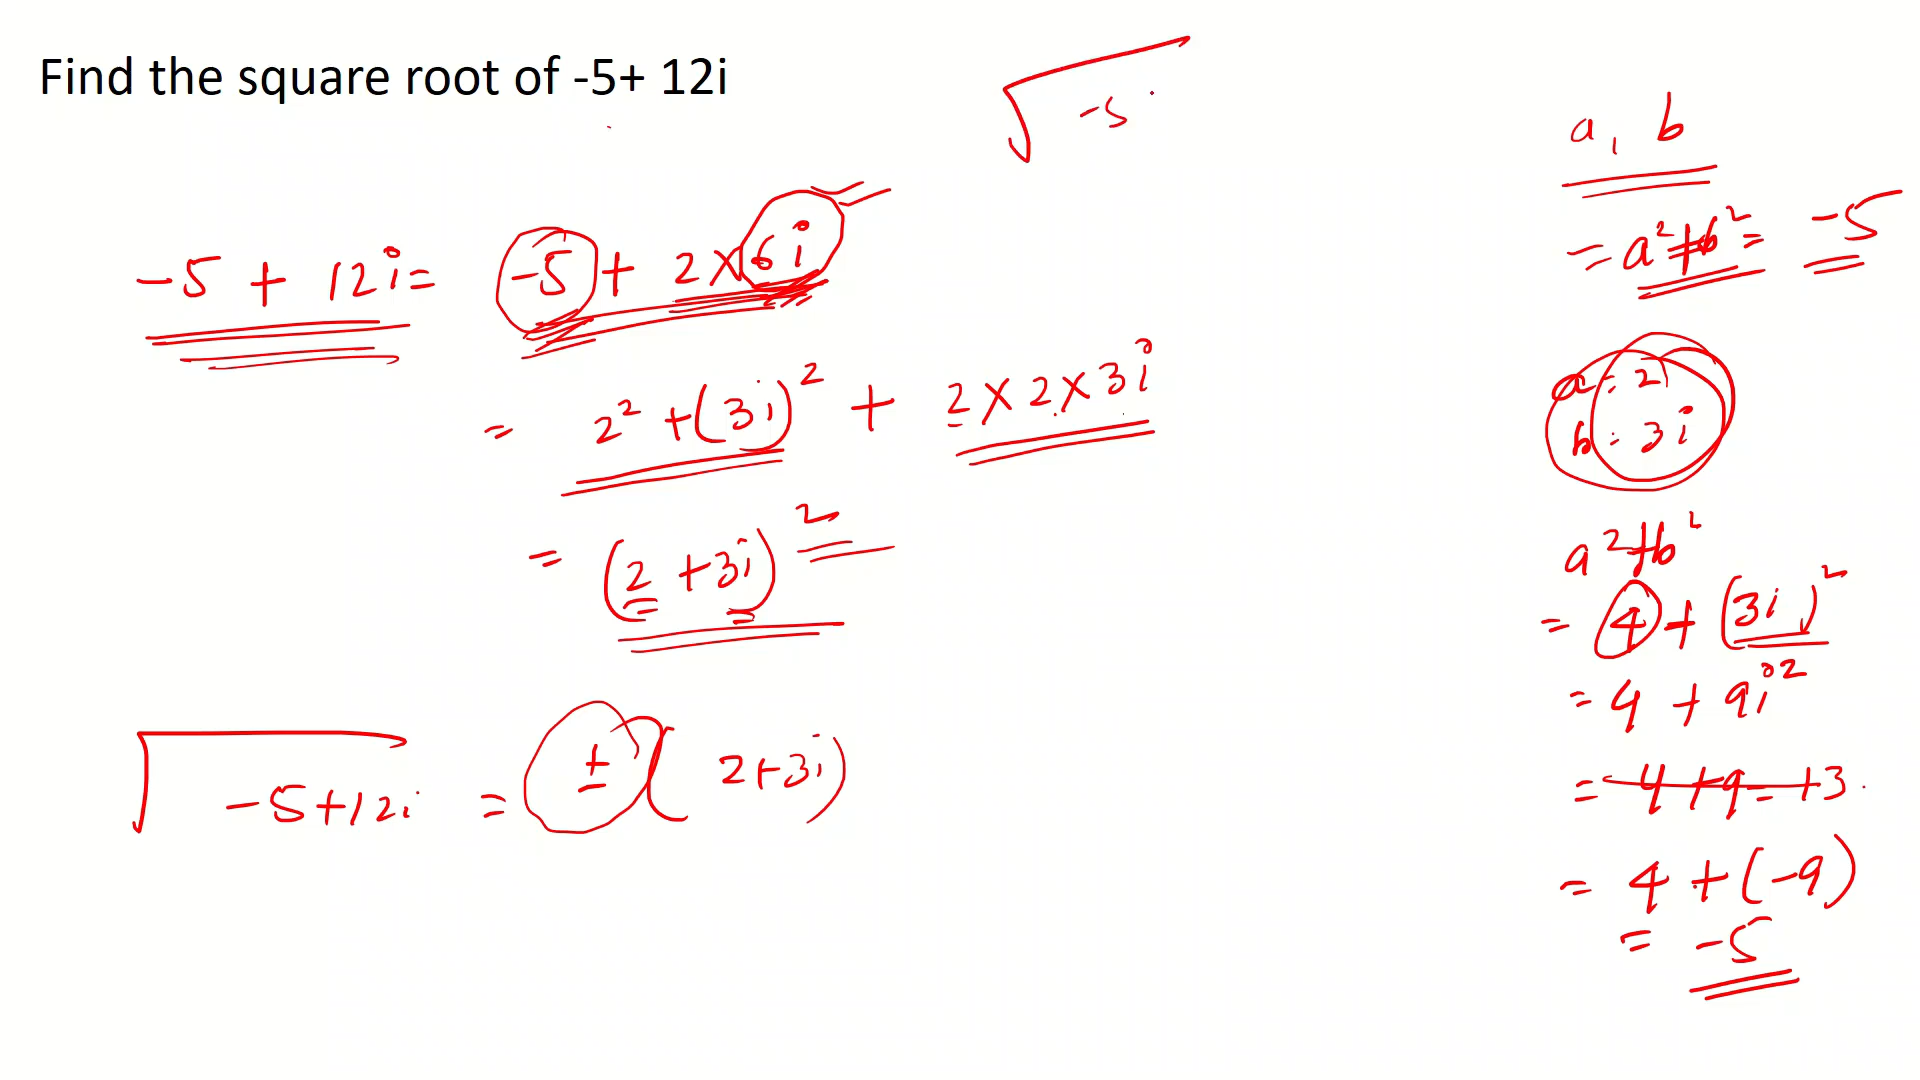 Find the square root of -5+ 12i
√-5
-5 + 12i = -5 + 2×6i
= 2² + (3i)² + 2×2×3i
= (2 + 3i)²
√-5+12i = ± (2+3i)
a, b
= a²+b² = -5
a = 2
b = 3i
a²+b²
= 4 + (3i)²
= 4 + 9i²
= 4 + 9 = +3
= 4 + (-9)
= -5